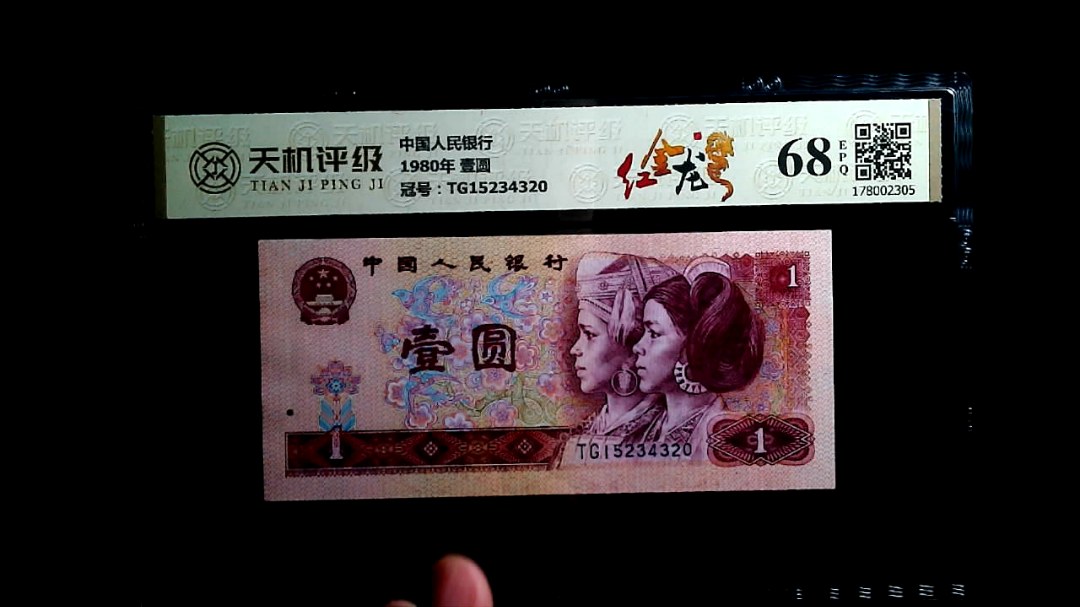 天机评级
TIAN JI PING JI
中国人民银行
1980年 壹圆
冠号：TG15234320
红金龙
68
EPQ
178002305
中国人民银行
1
壹圆
1
TG15234320
1